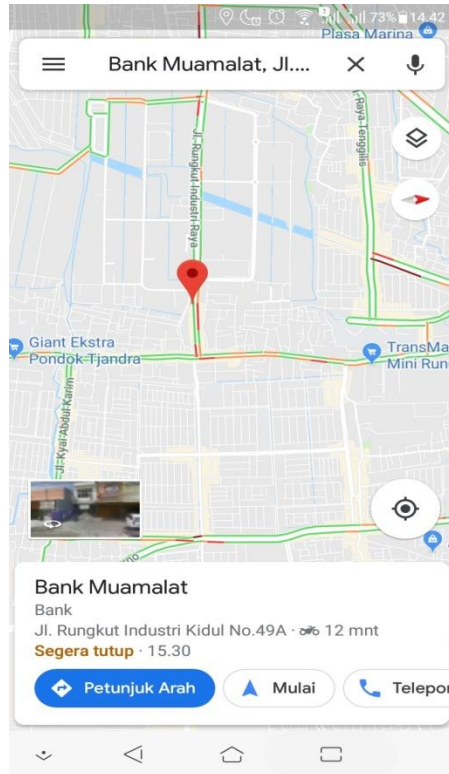 73% 14.42
Plasa Marina
Bank Muamalat, Jl....
Jl. Rungkut Industri Raya
Raya Tenggilis
Giant Ekstra
Pondok Tjandra
TransMa
Mini Run
Jl. Kyai Abdul Karim
Bank Muamalat
Bank
Jl. Rungkut Industri Kidul No.49A · 12 mnt
Segera tutup · 15.30
Petunjuk Arah
Mulai
Telepon